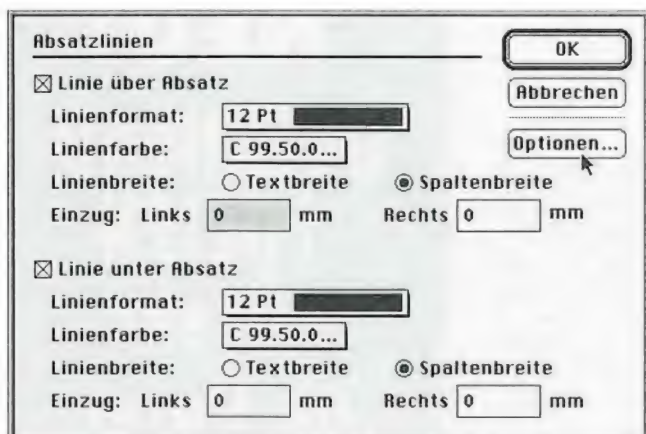 Absatzlinien
OK
Linie über Absatz
Abbrechen
Linienformat: 12 Pt
Linienfarbe: C 99.50.0...
Optionen...
Linienbreite: Textbreite Spaltenbreite
Einzug: Links 0 mm Rechts 0 mm
Linie unter Absatz
Linienformat: 12 Pt
Linienfarbe: C 99.50.0...
Linienbreite: Textbreite Spaltenbreite
Einzug: Links 0 mm Rechts 0 mm